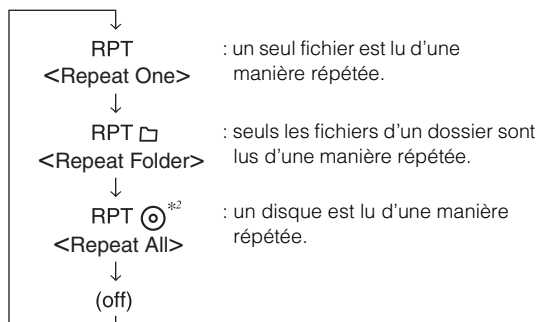 RPT : un seul fichier est lu d'une
<Repeat One> manière répétée.
RPT : seuls les fichiers d'un dossier sont
<Repeat Folder> lus d'une manière répétée.
RPT *2 : un disque est lu d'une manière
<Repeat All> répétée.
(off)